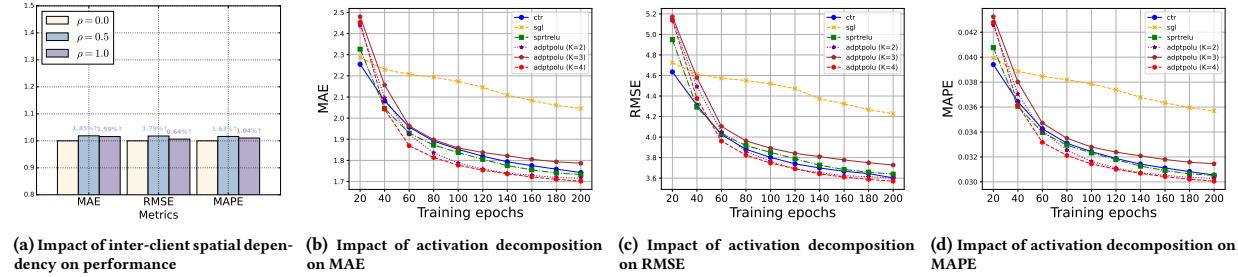 1.5
1.4
1.3
1.2
1.1
1.0
0.9
0.8
ρ = 0.0
ρ = 0.5
ρ = 1.0
1.85%↑
1.59%↑
1.79%↑
0.64%↑
1.63%↑
1.04%↑
MAE RMSE MAPE
Metrics
(a) Impact of inter-client spatial depen-
dency on performance
MAE
2.5
2.4
2.3
2.2
2.1
2.0
1.9
1.8
1.7
ctr
sgl
sprtrelu
adptpolu (K=2)
adptpolu (K=3)
adptpolu (K=4)
20 40 60 80 100 120 140 160 180 200
Training epochs
(b) Impact of activation decomposition
on MAE
RMSE
5.2
5.0
4.8
4.6
4.4
4.2
4.0
3.8
3.6
ctr
sgl
sprtrelu
adptpolu (K=2)
adptpolu (K=3)
adptpolu (K=4)
20 40 60 80 100 120 140 160 180 200
Training epochs
(c) Impact of activation decomposition
on RMSE
MAPE
0.042
0.040
0.038
0.036
0.034
0.032
0.030
ctr
sgl
sprtrelu
adptpolu (K=2)
adptpolu (K=3)
adptpolu (K=4)
20 40 60 80 100 120 140 160 180 200
Training epochs
(d) Impact of activation decomposition on
MAPE